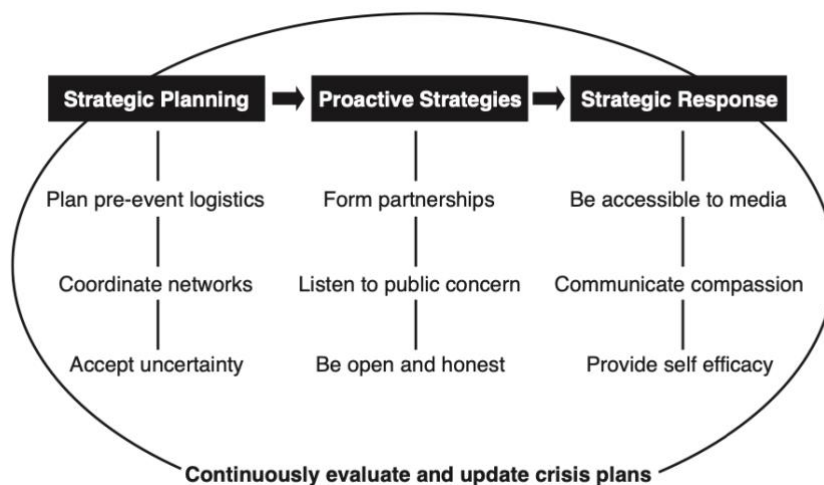 Strategic Planning
Proactive Strategies
Strategic Response
Plan pre-event logistics
Form partnerships
Be accessible to media
Coordinate networks
Listen to public concern
Communicate compassion
Accept uncertainty
Be open and honest
Provide self efficacy
Continuously evaluate and update crisis plans